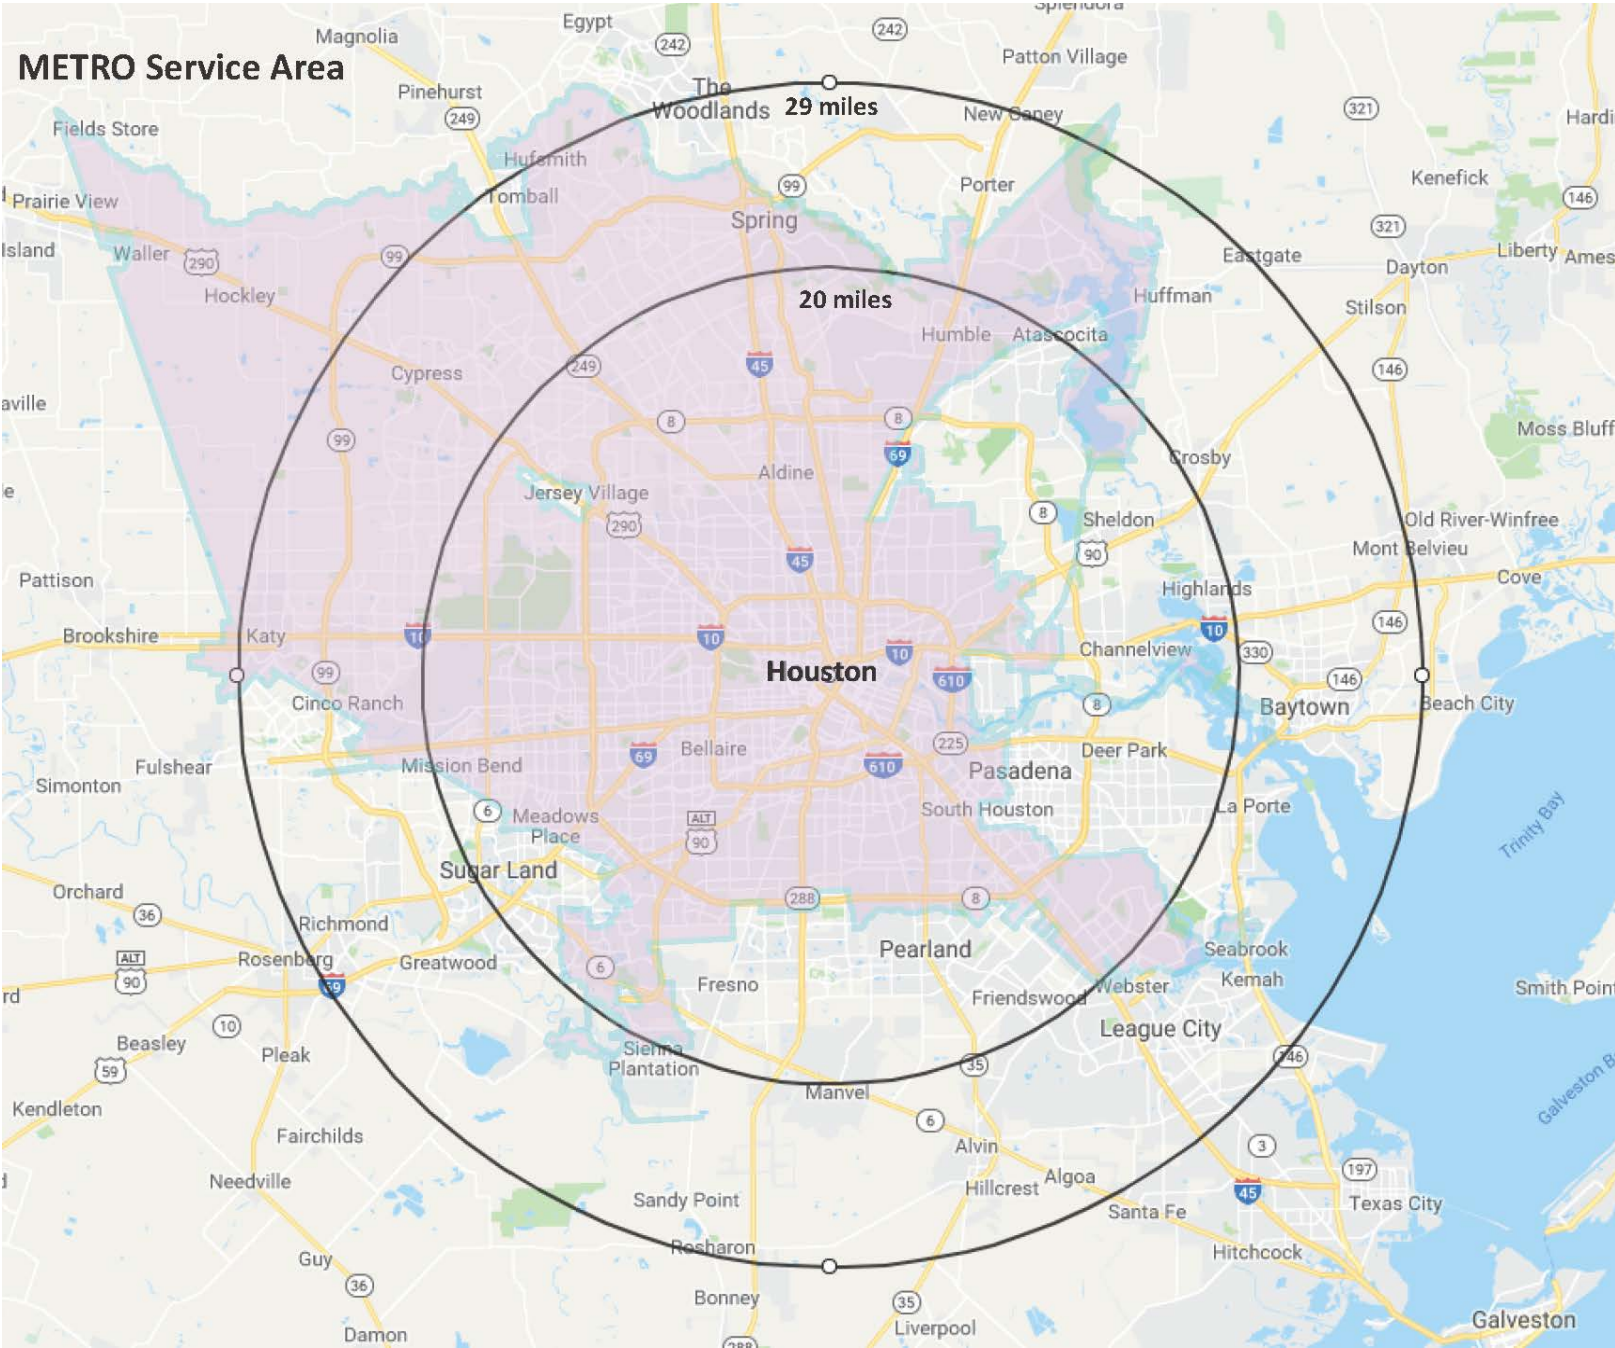 METRO Service Area
Magnolia
Egypt
242
242
Splendora
Patton Village
Pinehurst
249
The
Woodlands
29 miles
New Caney
321
Hardi
Fields Store
Hufsmith
Tomball
99
Porter
Kenefick
146
Prairie View
Spring
321
Island
Waller
290
99
Eastgate
Liberty
Ames
Dayton
Hockley
20 miles
Huffman
Stilson
Humble
Atascocita
Cypress
249
45
146
aville
8
8
99
69
Moss Bluff
Crosby
Aldine
Jersey Village
290
8
Sheldon
Old River-Winfree
90
Mont Belvieu
45
Pattison
Highlands
Cove
Brookshire
Katy
10
10
10
10
146
Channelview
330
Houston
99
610
146
Cinco Ranch
8
Baytown
Beach City
Bellaire
69
225
Deer Park
Fulshear
Mission Bend
610
Pasadena
Simonton
6
Meadows
Place
ALT
90
South Houston
La Porte
Trinity Bay
Sugar Land
Orchard
36
288
8
Richmond
Pearland
Seabrook
ALT
90
Rosenberg
69
Greatwood
6
Fresno
Friendswood
Webster
Kemah
Smith Point
rd
10
League City
Beasley
Pleak
Sienna
Plantation
35
146
59
Manvel
Galveston B
Kendleton
6
Fairchilds
Alvin
3
Needville
Hillcrest
Algoa
197
Sandy Point
Santa Fe
45
Texas City
Rosharon
Hitchcock
Guy
36
Bonney
35
Galveston
Damon
288
Liverpool